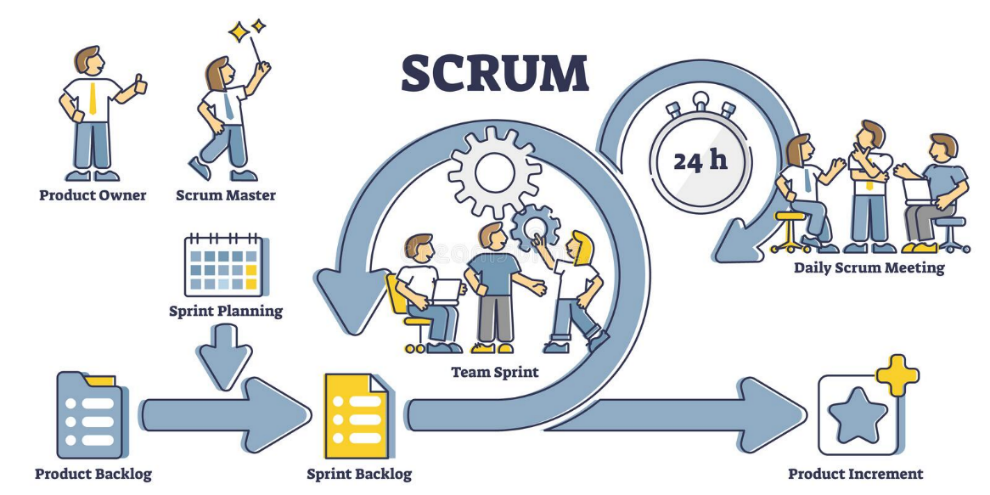 SCRUM
24 h
Product Owner
Scrum Master
Daily Scrum Meeting
Sprint Planning
Team Sprint
Product Backlog
Sprint Backlog
Product Increment